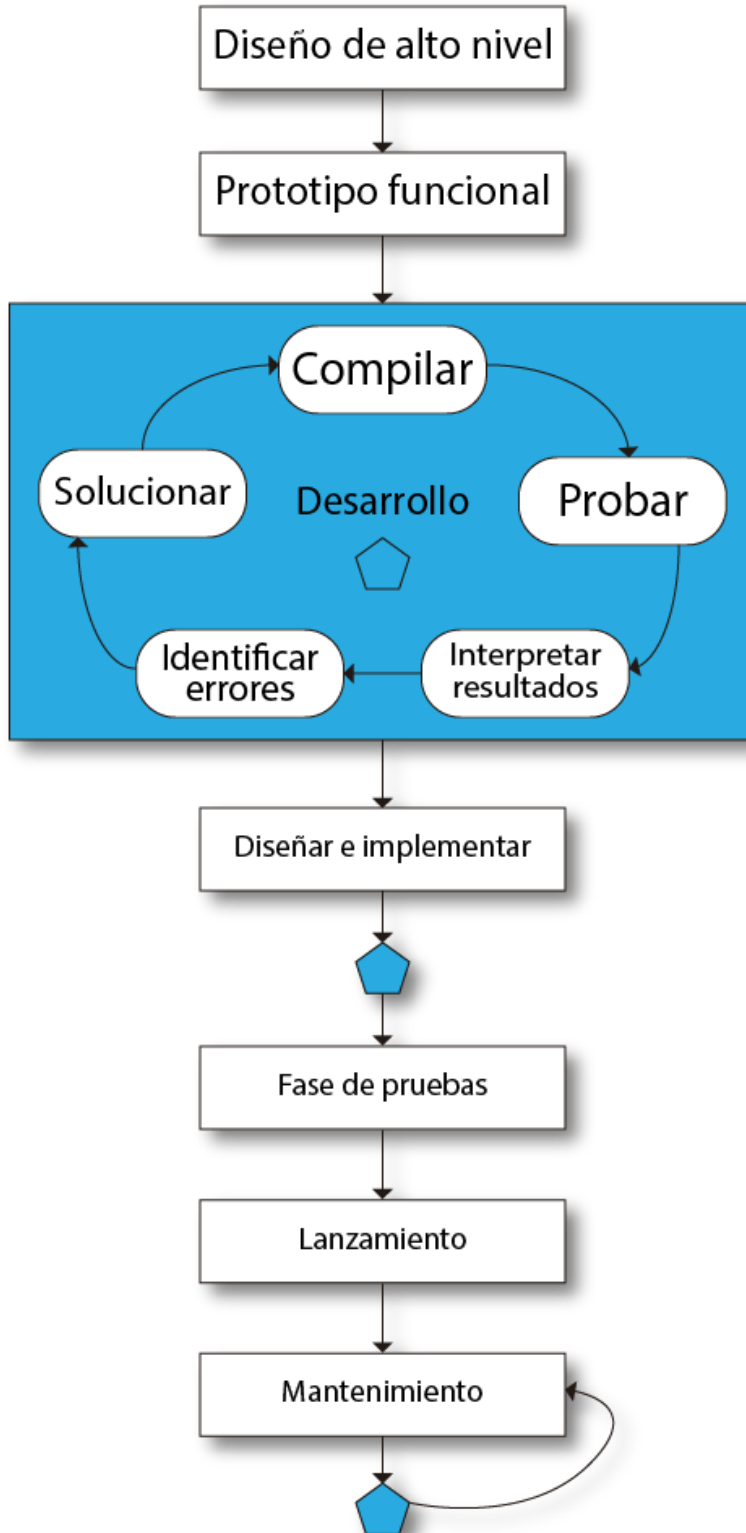 Diseño de alto nivel
Prototipo funcional
Compilar
Solucionar
Desarrollo
Probar
Identificar
errores
Interpretar
resultados
Diseñar e implementar
Fase de pruebas
Lanzamiento
Mantenimiento